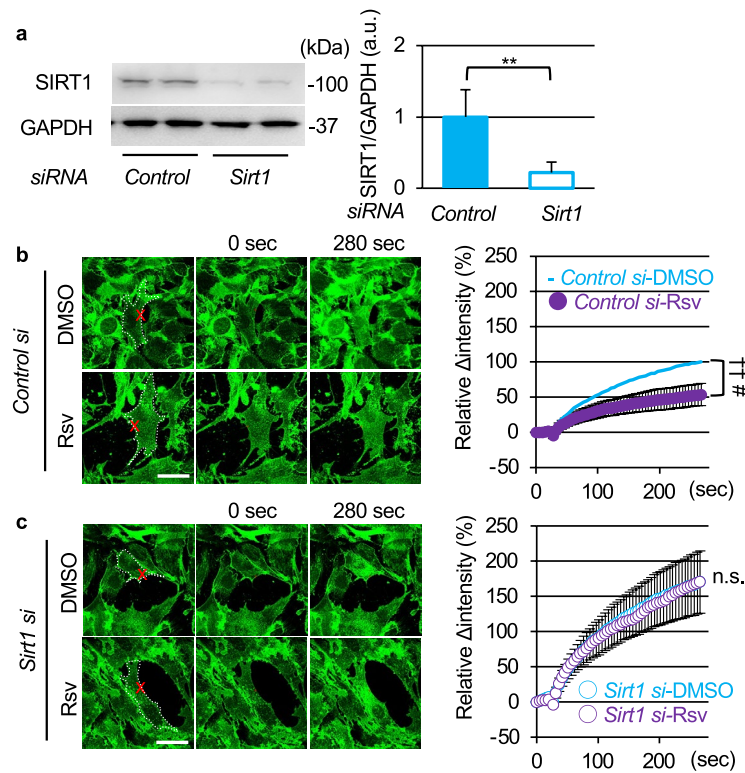 a
(kDa)
SIRT1
-100
GAPDH
-37
siRNA Control Sirt1
SIRT1/GAPDH (a.u.)
2
1
0
**
siRNA Control Sirt1
b
0 sec 280 sec
Control si
DMSO
Rsv
X
X
Relative Δintensity (%)
250
200
150
100
50
0
-50
Control si-DMSO
Control si-Rsv
††
#
0 100 200 (sec)
c
0 sec 280 sec
Sirt1 si
DMSO
Rsv
X
X
Relative Δintensity (%)
250
200
150
100
50
0
-50
n.s.
Sirt1 si-DMSO
Sirt1 si-Rsv
0 100 200 (sec)